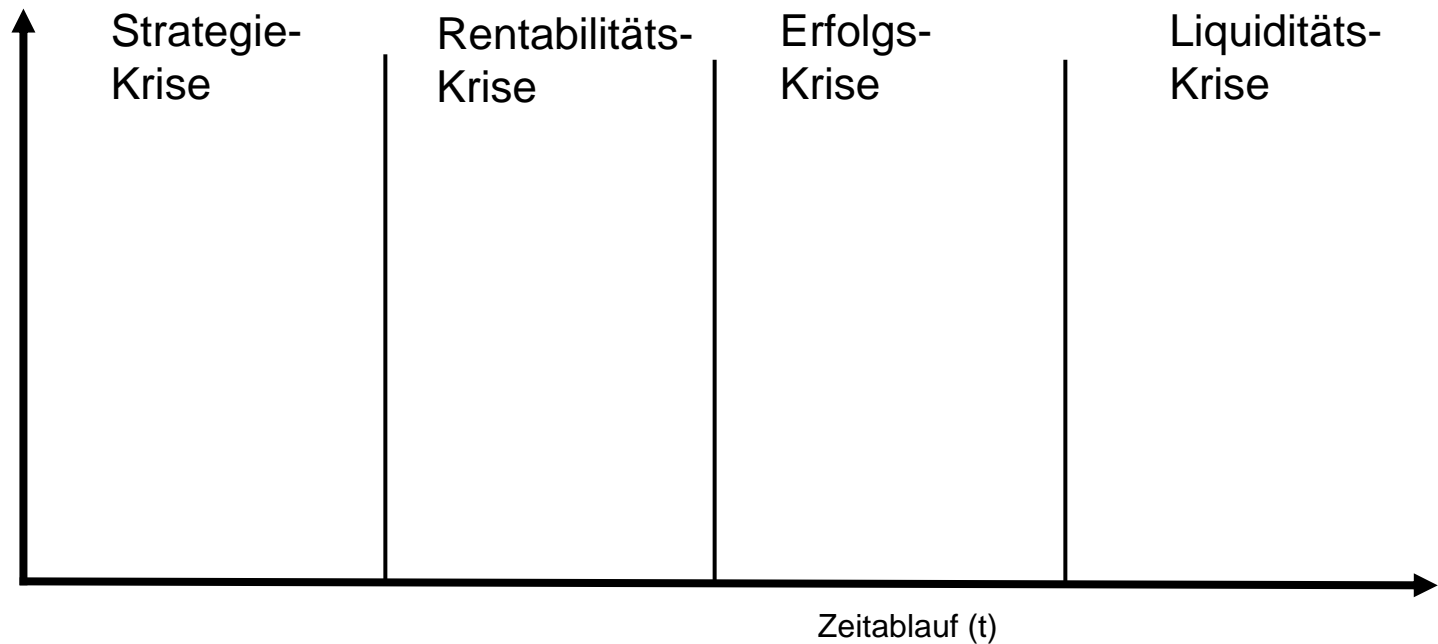 Strategie-
Krise
Rentabilitäts-
Krise
Erfolgs-
Krise
Liquiditäts-
Krise
Zeitablauf (t)